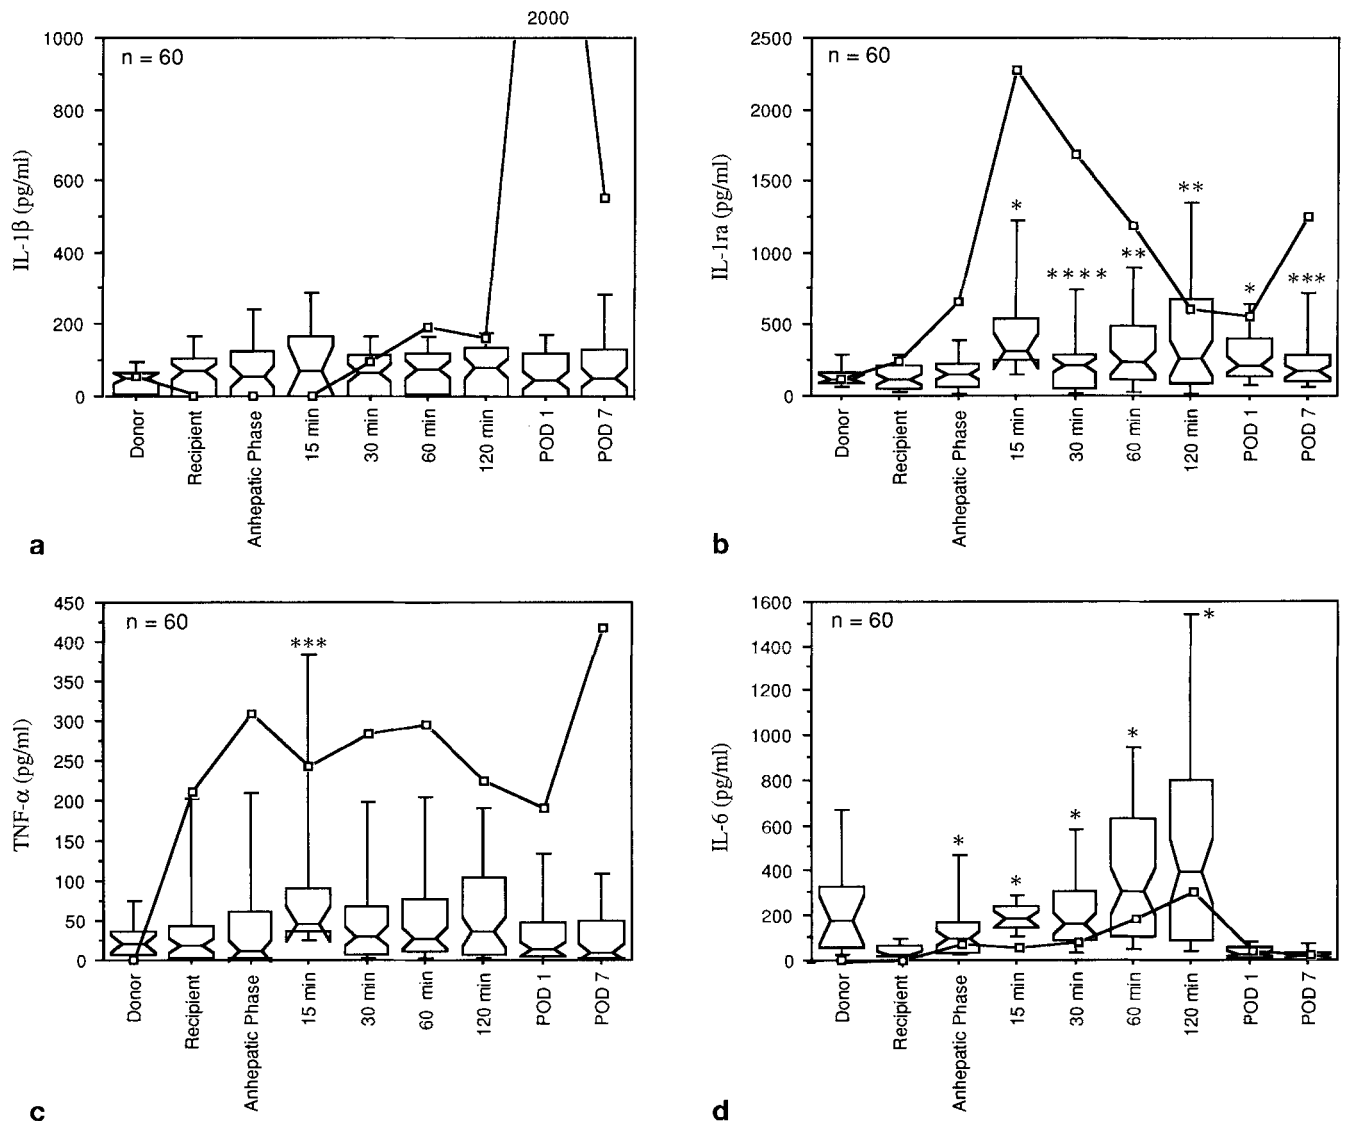 2000
1000
800
600
400
200
0
n = 60
IL-1β (pg/ml)
Donor
Recipient
Anhepatic Phase
15 min
30 min
60 min
120 min
POD 1
POD 7
a
2500
2000
1500
1000
500
0
n = 60
IL-1ra (pg/ml)
*
****
**
**
*
***
Donor
Recipient
Anhepatic Phase
15 min
30 min
60 min
120 min
POD 1
POD 7
b
450
400
350
300
250
200
150
100
50
0
n = 60
TNF-α (pg/ml)
***
Donor
Recipient
Anhepatic Phase
15 min
30 min
60 min
120 min
POD 1
POD 7
c
1600
1400
1200
1000
800
600
400
200
0
n = 60
IL-6 (pg/ml)
*
*
*
*
*
Donor
Recipient
Anhepatic Phase
15 min
30 min
60 min
120 min
POD 1
POD 7
d